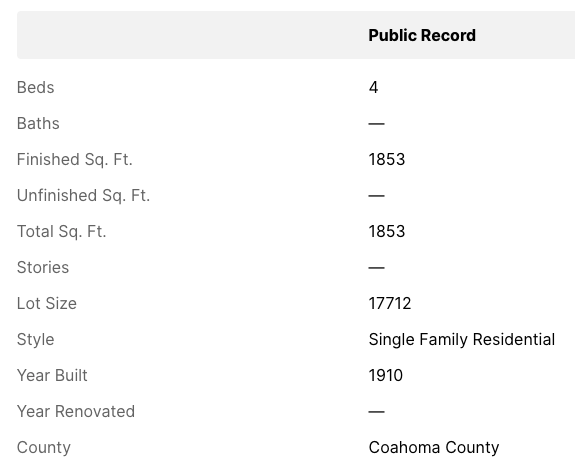 Public Record
Beds 4
Baths —
Finished Sq. Ft. 1853
Unfinished Sq. Ft. —
Total Sq. Ft. 1853
Stories —
Lot Size 17712
Style Single Family Residential
Year Built 1910
Year Renovated —
County Coahoma County